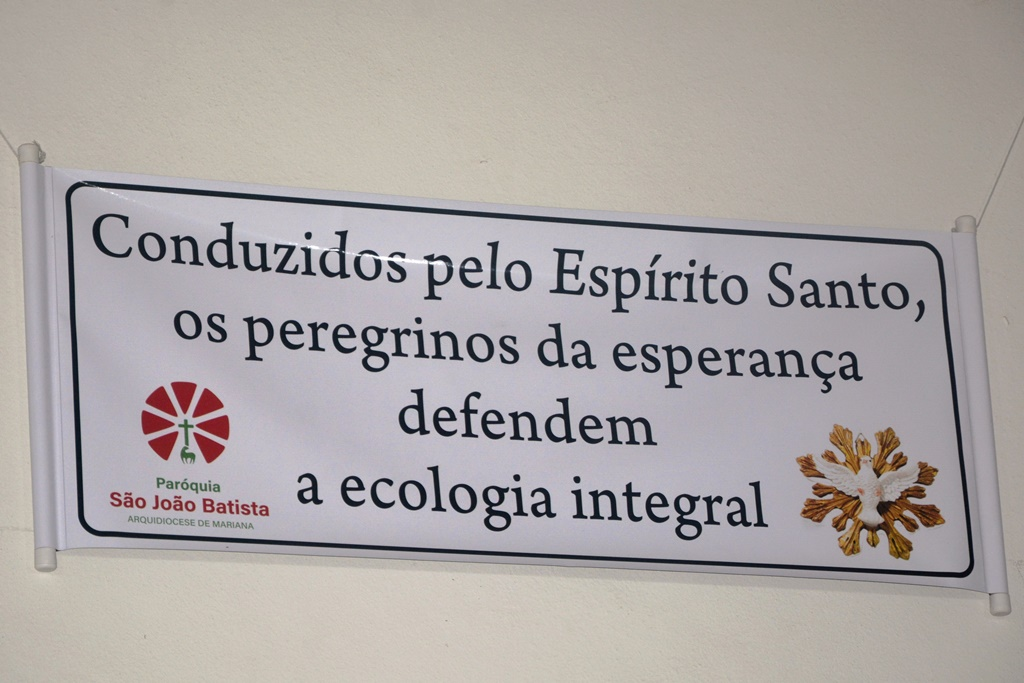 Conduzidos pelo Espírito Santo,
os peregrinos da esperança
defendem
a ecologia integral
Paróquia
São João Batista
ARQUIDIOCESE DE MARIANA